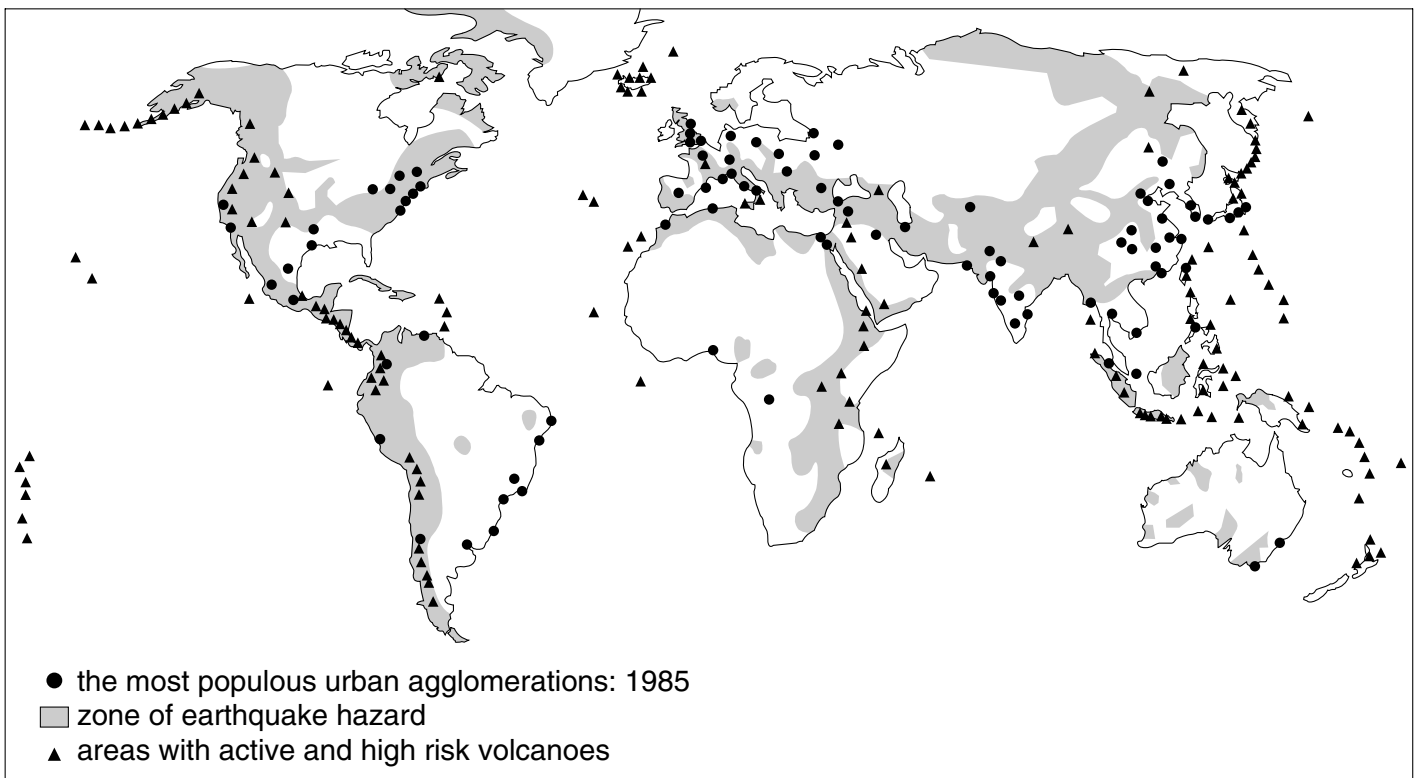 the most populous urban agglomerations: 1985
zone of earthquake hazard
areas with active and high risk volcanoes